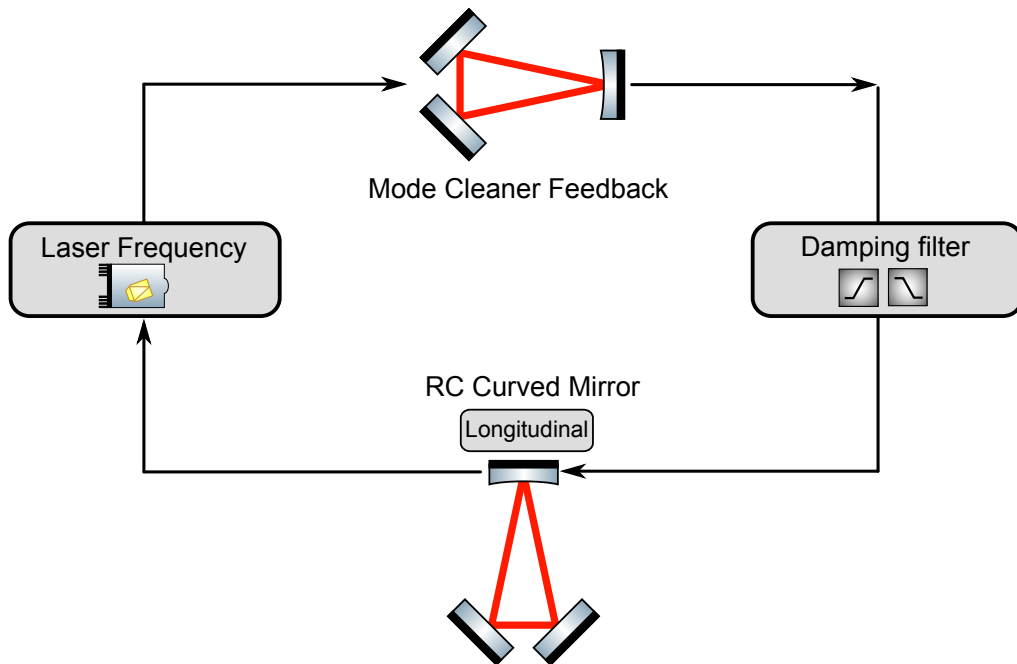 Mode Cleaner Feedback
Laser Frequency
Damping filter
RC Curved Mirror
Longitudinal